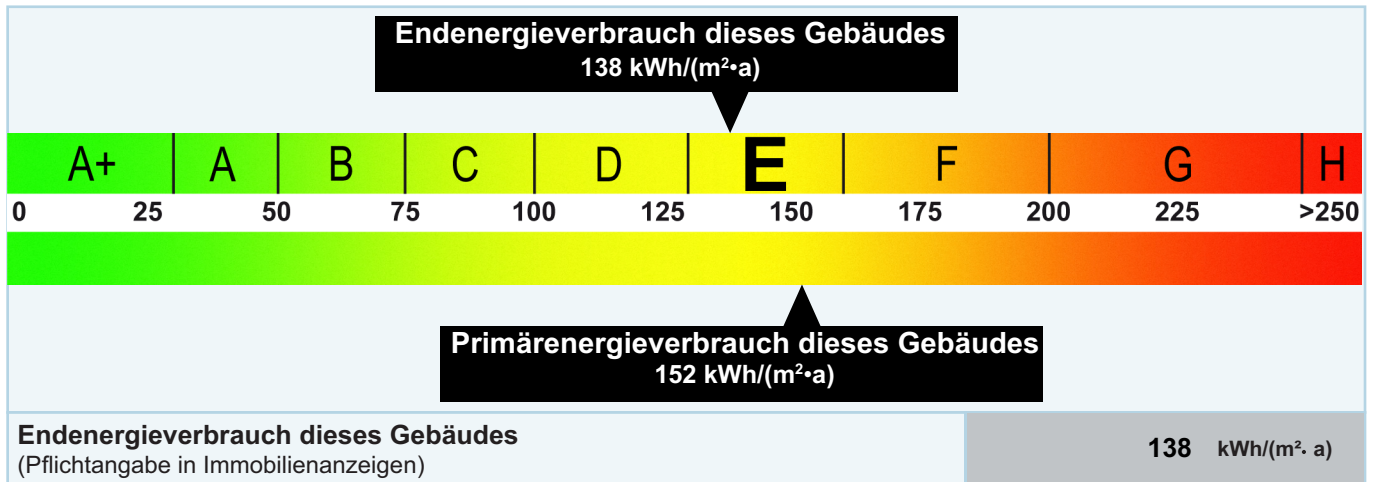 Endenergieverbrauch dieses Gebäudes
138 kWh/(m²•a)
A+ A B C D E F G H
0 25 50 75 100 125 150 175 200 225 >250
Primärenergieverbrauch dieses Gebäudes
152 kWh/(m²•a)
Endenergieverbrauch dieses Gebäudes
(Pflichtangabe in Immobilienanzeigen)
138 kWh/(m²· a)